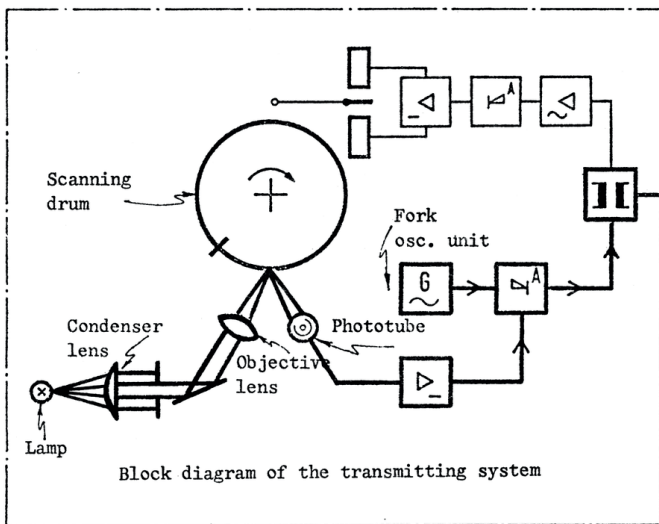 A
Scanning
drum
Fork
osc. unit
G
A
Condenser
lens
Phototube
Objective
lens
Lamp
Block diagram of the transmitting system